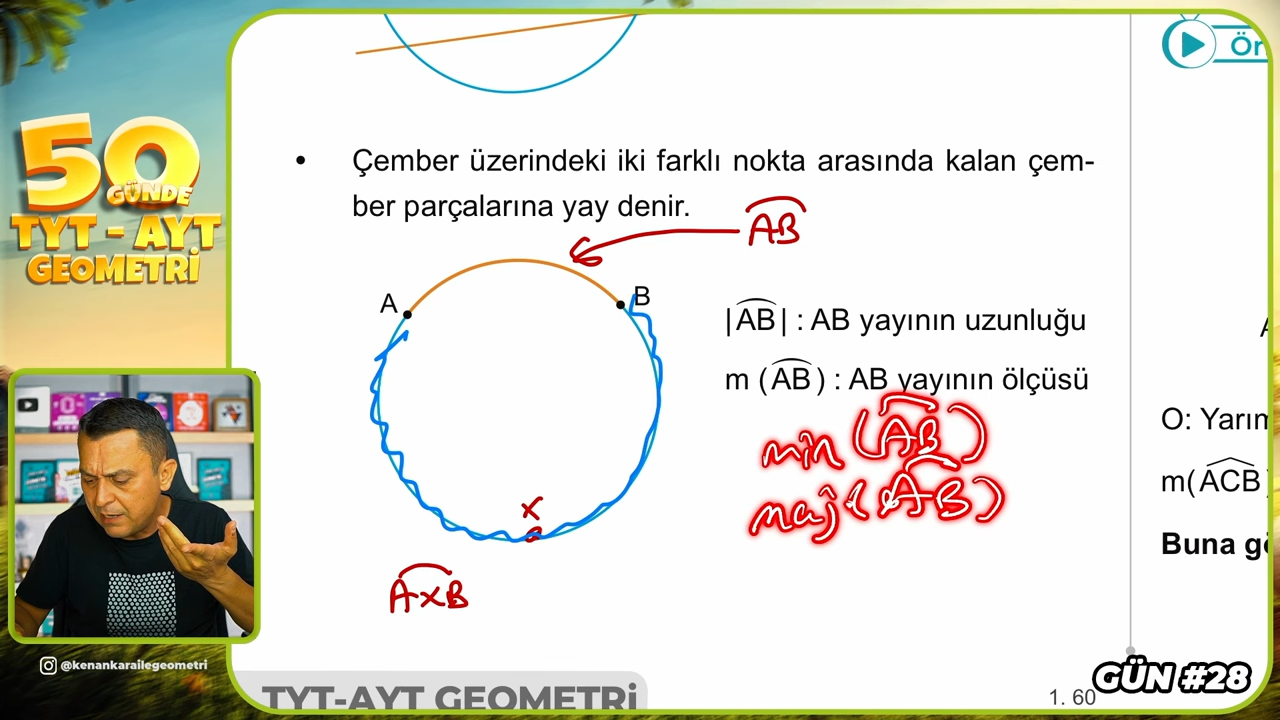 50
GÜNDE
TYT - AYT
GEOMETRİ
Ör
• Çember üzerindeki iki farklı nokta arasında kalan çem-
ber parçalarına yay denir.
AB
A
B
|AB| : AB yayının uzunluğu
m (AB) : AB yayının ölçüsü
min (AB)
maj (AB)
x
AxB
A
O: Yarım
m(ACB)
Buna gö
@kenankarailegeometri
TYT-AYT GEOMETRİ
1. 60
GÜN #28